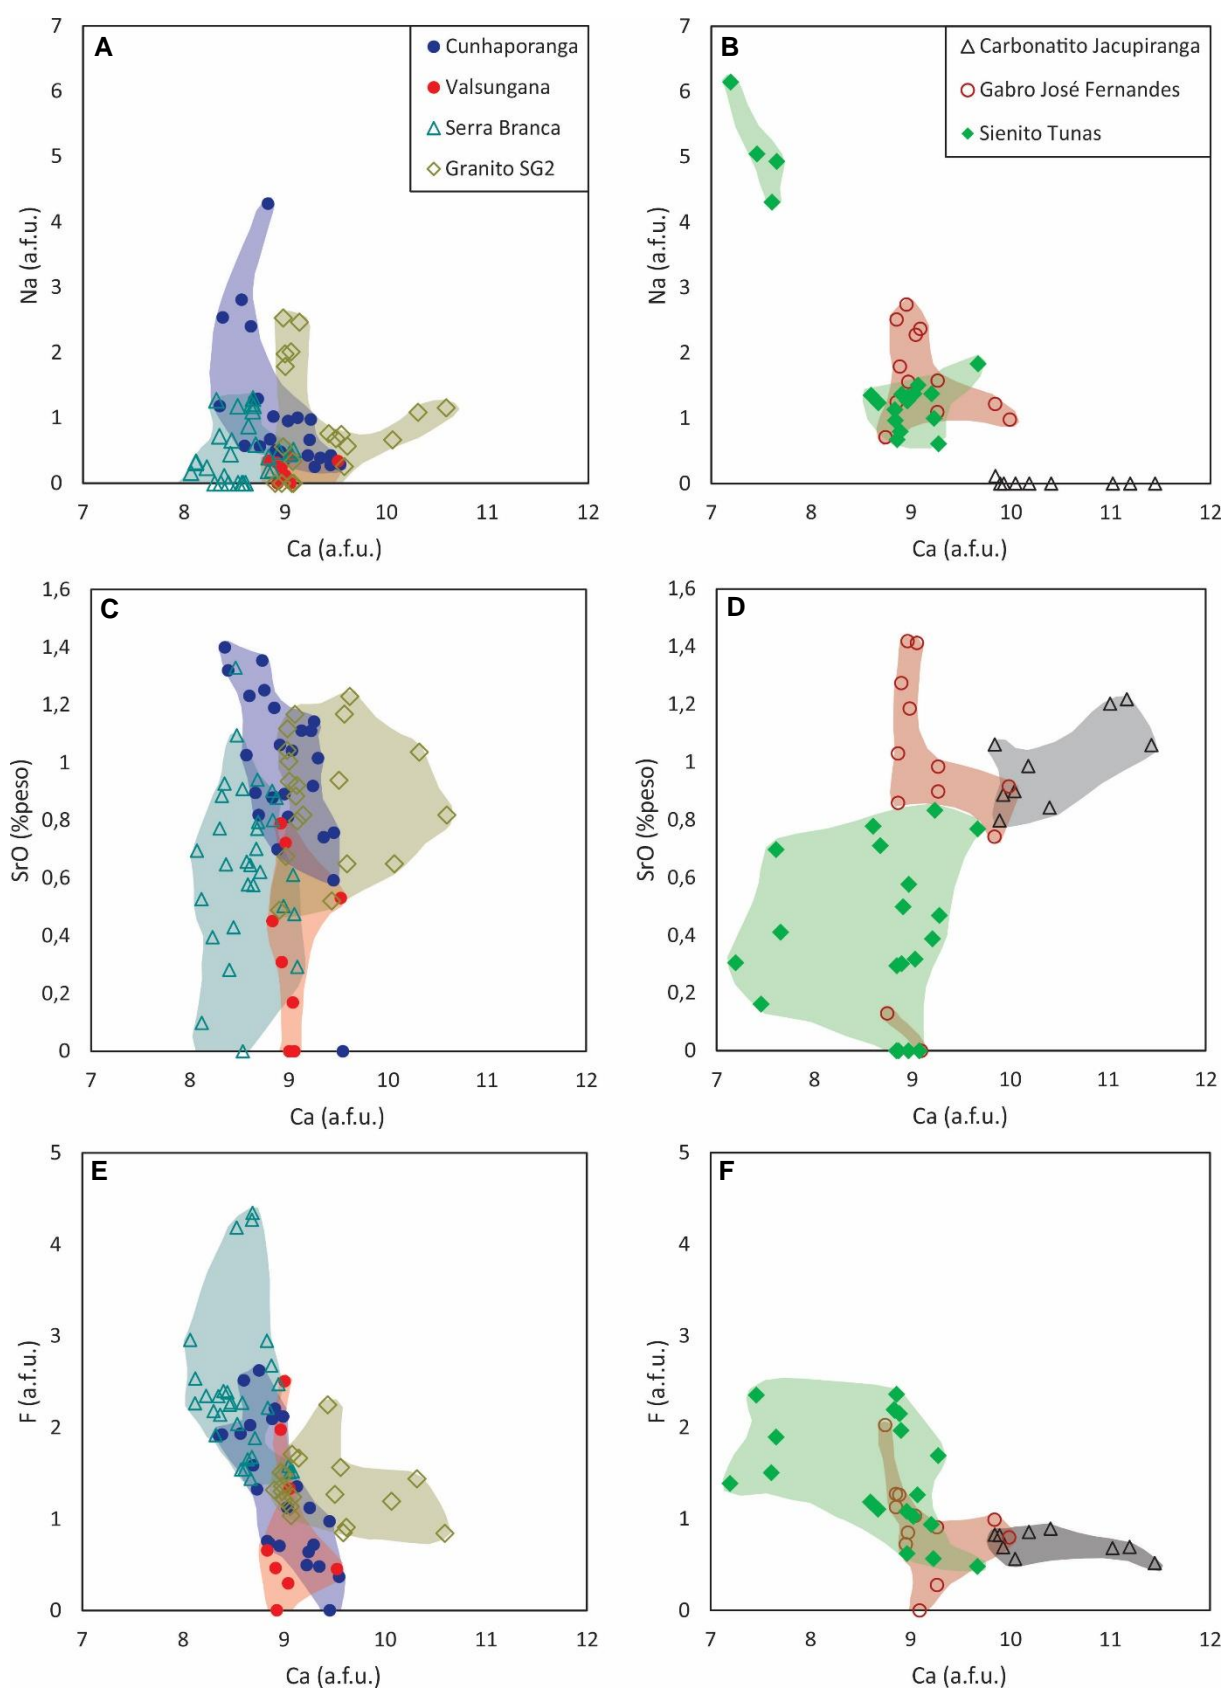 A
7
6
5
4
3
2
1
0
Na (a.f.u.)
Cunhaporanga
Valsungana
Serra Branca
Granito SG2
7 8 9 10 11 12
Ca (a.f.u.)
B
7
6
5
4
3
2
1
0
Na (a.f.u.)
Carbonatito Jacupiranga
Gabro José Fernandes
Sienito Tunas
7 8 9 10 11 12
Ca (a.f.u.)
C
1,6
1,4
1,2
1
0,8
0,6
0,4
0,2
0
SrO (%peso)
7 8 9 10 11 12
Ca (a.f.u.)
D
1,6
1,4
1,2
1
0,8
0,6
0,4
0,2
0
SrO (%peso)
7 8 9 10 11 12
Ca (a.f.u.)
E
5
4
3
2
1
0
F (a.f.u.)
7 8 9 10 11 12
Ca (a.f.u.)
F
5
4
3
2
1
0
F (a.f.u.)
7 8 9 10 11 12
Ca (a.f.u.)